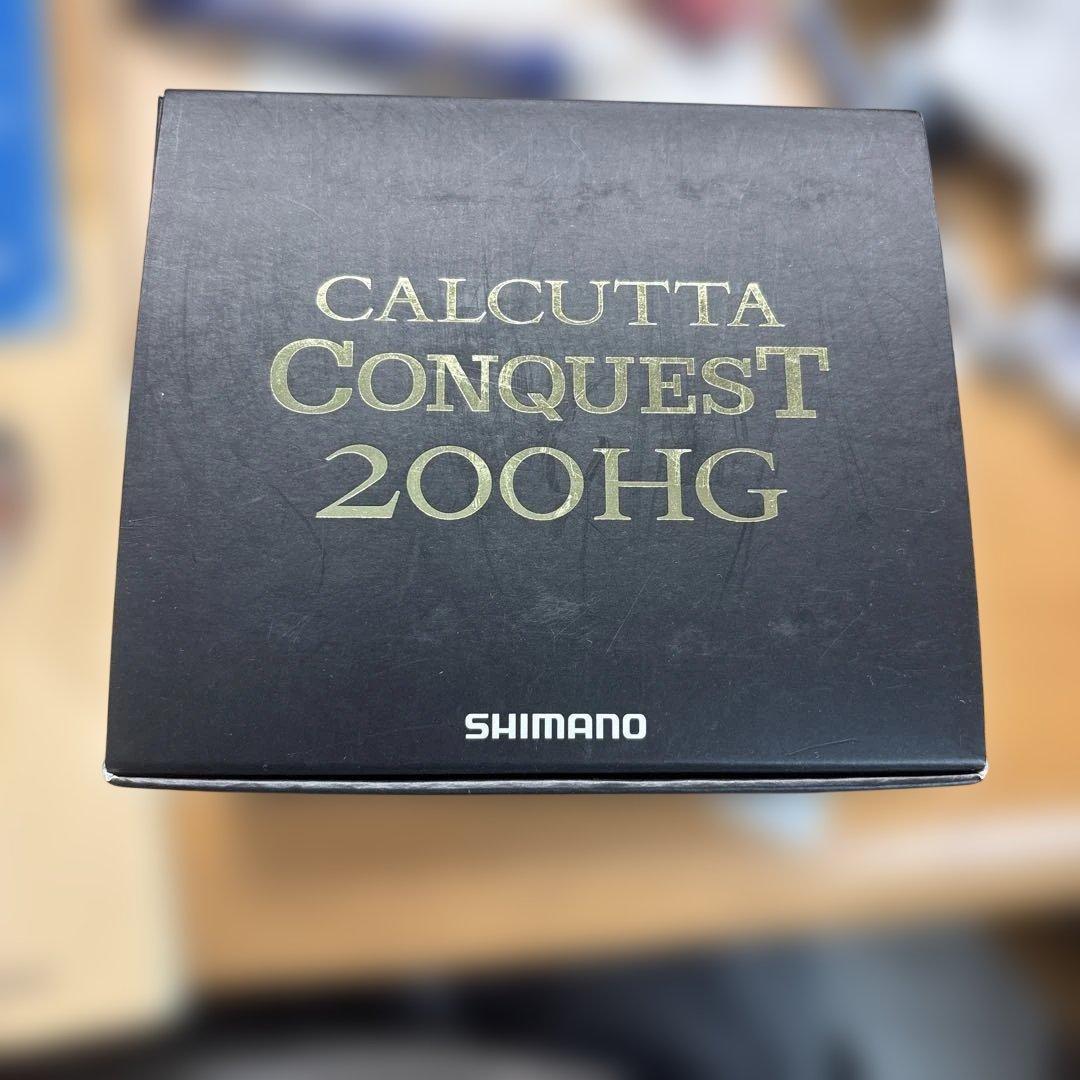 CALCUTTA
CONQUEST
200HG
SHIMANO